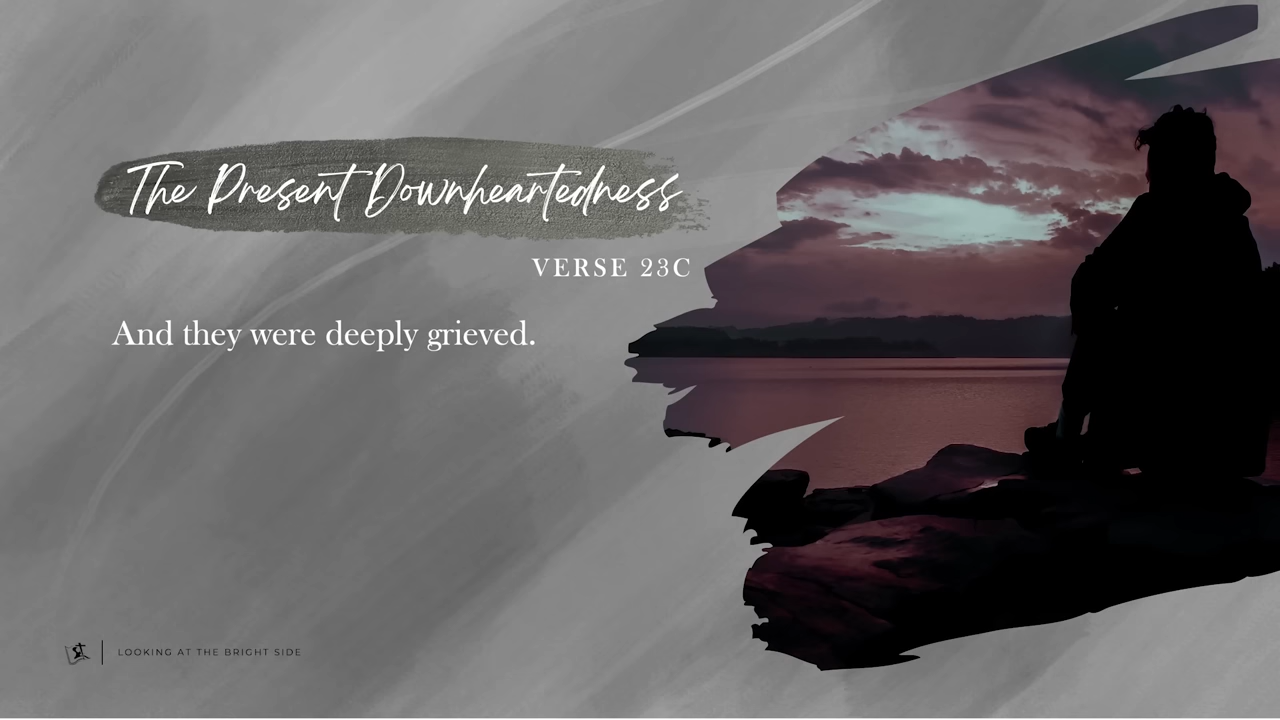 The Present Downheartedness
VERSE 23C
And they were deeply grieved.
LOOKING AT THE BRIGHT SIDE